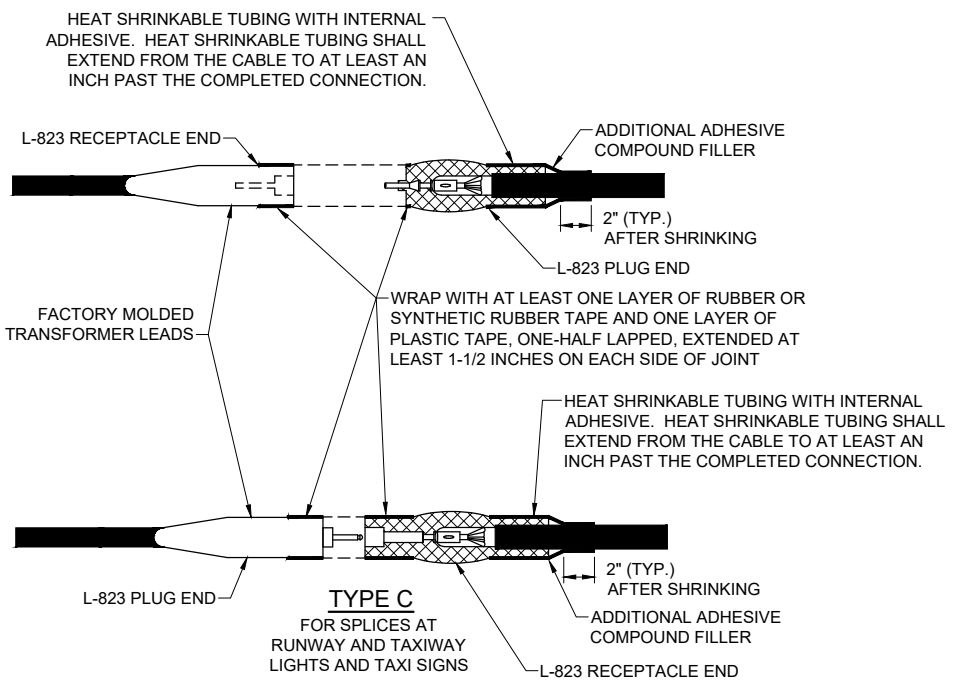 HEAT SHRINKABLE TUBING WITH INTERNAL
ADHESIVE. HEAT SHRINKABLE TUBING SHALL
EXTEND FROM THE CABLE TO AT LEAST AN
INCH PAST THE COMPLETED CONNECTION.
L-823 RECEPTACLE END
ADDITIONAL ADHESIVE
COMPOUND FILLER
2" (TYP.)
AFTER SHRINKING
L-823 PLUG END
FACTORY MOLDED
TRANSFORMER LEADS
WRAP WITH AT LEAST ONE LAYER OF RUBBER OR
SYNTHETIC RUBBER TAPE AND ONE LAYER OF
PLASTIC TAPE, ONE-HALF LAPPED, EXTENDED AT
LEAST 1-1/2 INCHES ON EACH SIDE OF JOINT
HEAT SHRINKABLE TUBING WITH INTERNAL
ADHESIVE. HEAT SHRINKABLE TUBING SHALL
EXTEND FROM THE CABLE TO AT LEAST AN
INCH PAST THE COMPLETED CONNECTION.
2" (TYP.)
AFTER SHRINKING
L-823 PLUG END
TYPE C
FOR SPLICES AT
RUNWAY AND TAXIWAY
LIGHTS AND TAXI SIGNS
ADDITIONAL ADHESIVE
COMPOUND FILLER
L-823 RECEPTACLE END